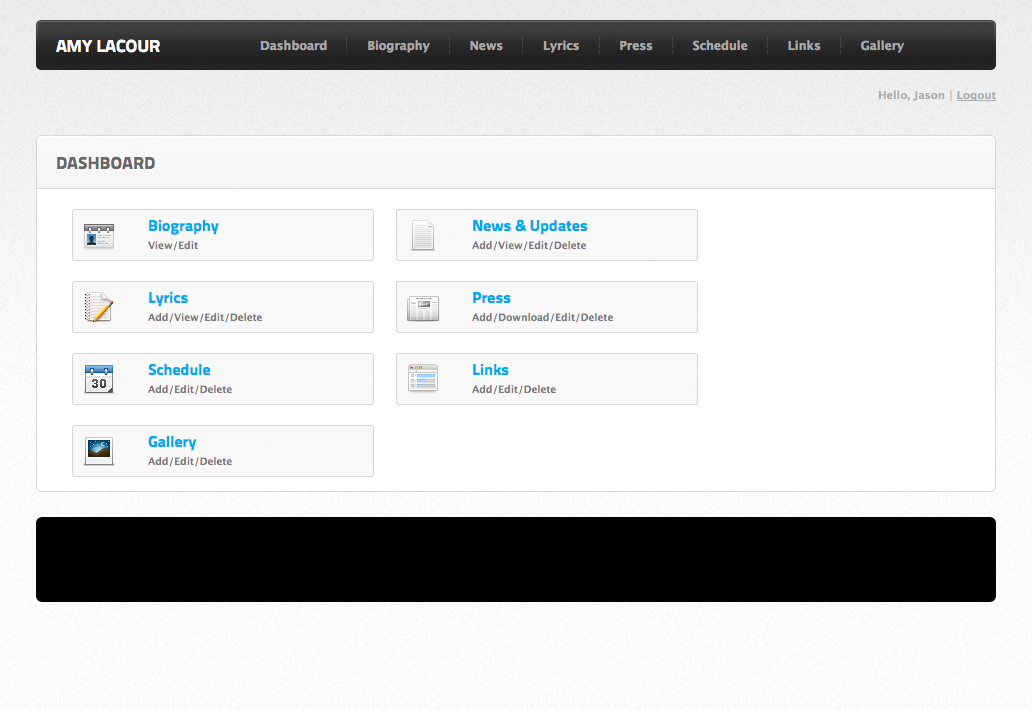 AMY LACOUR Dashboard Biography News Lyrics Press Schedule Links Gallery
Hello, Jason | Logout
DASHBOARD
Biography
View/Edit
News & Updates
Add/View/Edit/Delete
Lyrics
Add/View/Edit/Delete
Press
Add/Download/Edit/Delete
Schedule
Add/Edit/Delete
30
Links
Add/Edit/Delete
Gallery
Add/Edit/Delete